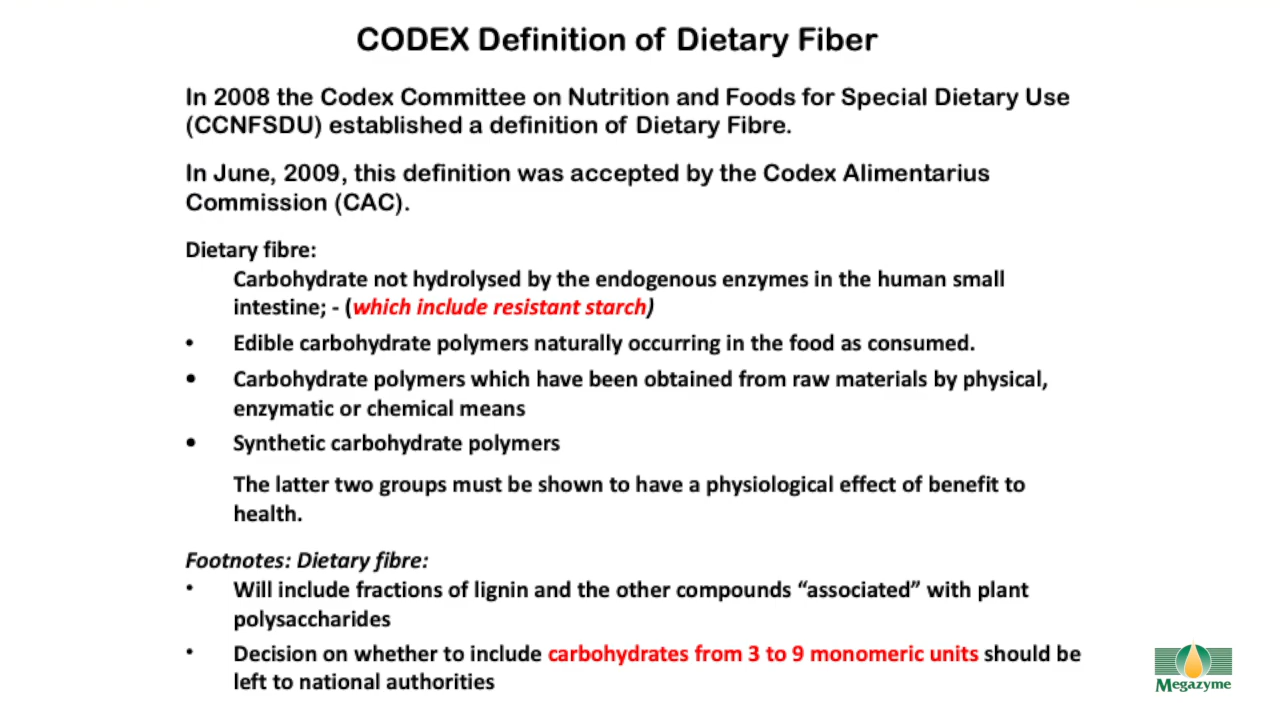 CODEX Definition of Dietary Fiber
In 2008 the Codex Committee on Nutrition and Foods for Special Dietary Use
(CCNFSDU) established a definition of Dietary Fibre.
In June, 2009, this definition was accepted by the Codex Alimentarius
Commission (CAC).
Dietary fibre:
Carbohydrate not hydrolysed by the endogenous enzymes in the human small
intestine; - (which include resistant starch)
• Edible carbohydrate polymers naturally occurring in the food as consumed.
• Carbohydrate polymers which have been obtained from raw materials by physical,
enzymatic or chemical means
• Synthetic carbohydrate polymers
The latter two groups must be shown to have a physiological effect of benefit to
health.
Footnotes: Dietary fibre:
• Will include fractions of lignin and the other compounds “associated” with plant
polysaccharides
• Decision on whether to include carbohydrates from 3 to 9 monomeric units should be
left to national authorities
Megazyme